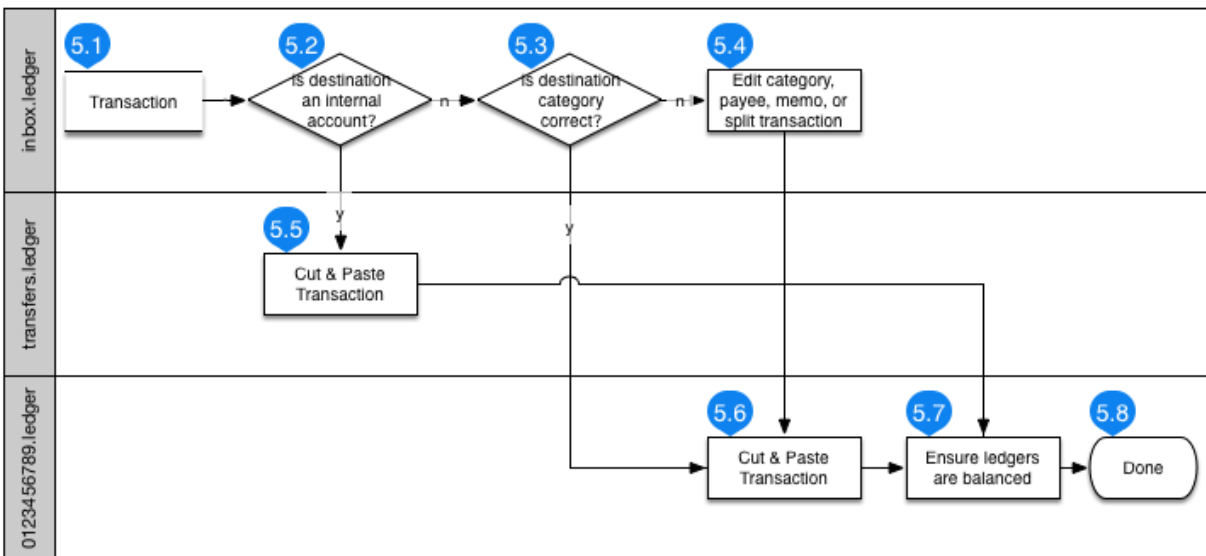 inbox.ledger
5.1
Transaction
5.2
Is destination
an internal
account?
n
5.3
Is destination
category
correct?
n
5.4
Edit category,
payee, memo, or
split transaction
transfers.ledger
y
5.5
Cut & Paste
Transaction
y
0123456789.ledger
5.6
Cut & Paste
Transaction
5.7
Ensure ledgers
are balanced
5.8
Done